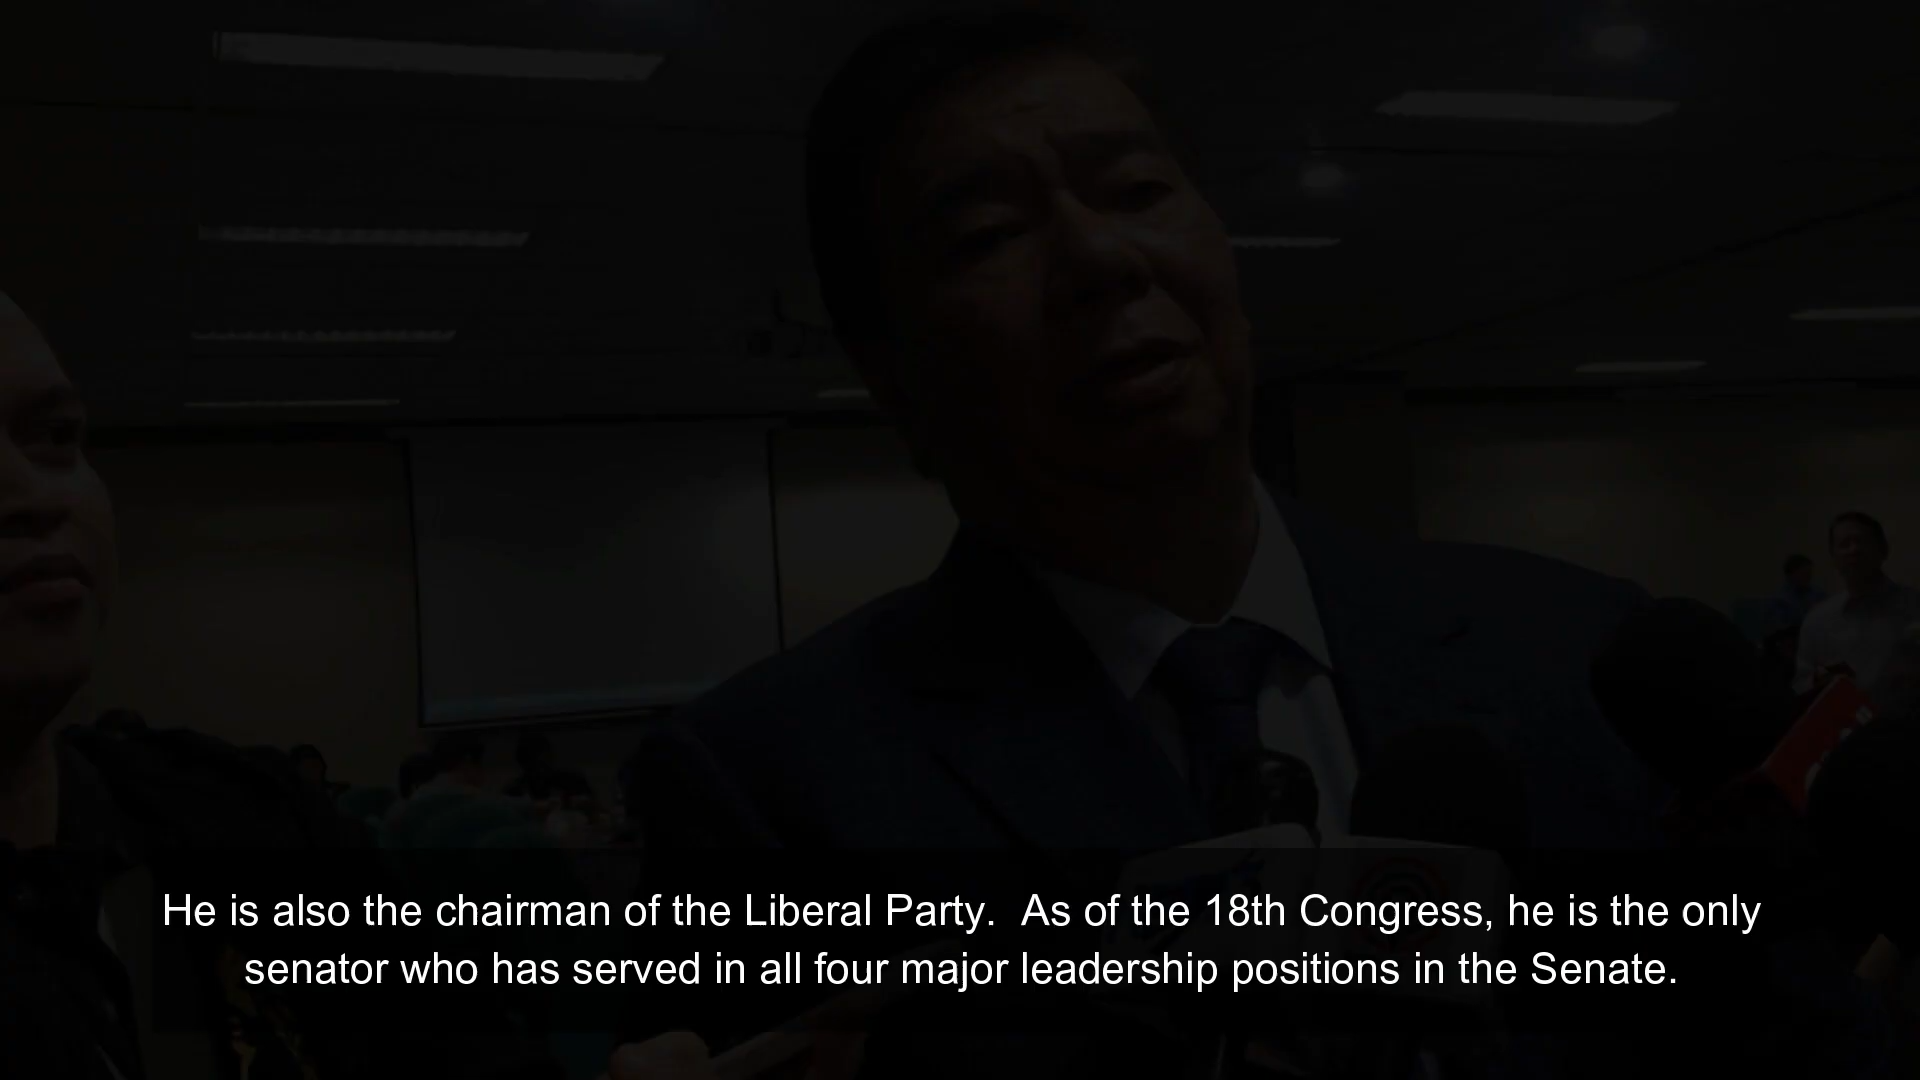 He is also the chairman of the Liberal Party.  As of the 18th Congress, he is the only
senator who has served in all four major leadership positions in the Senate.